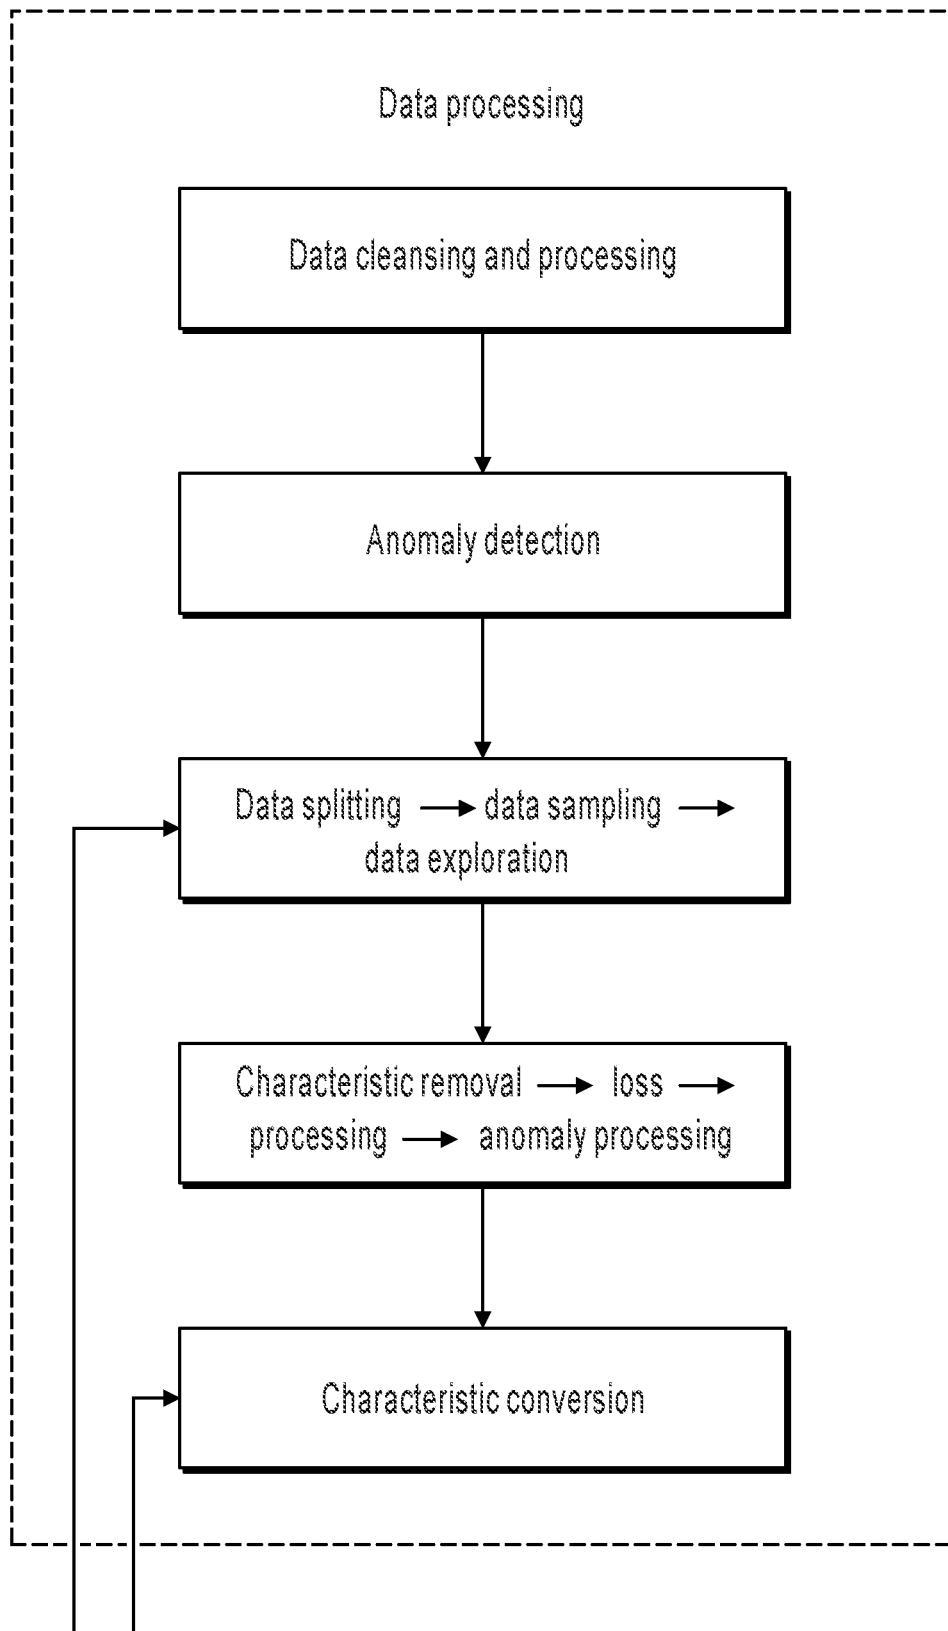 Data processing
Data cleansing and processing
Anomaly detection
Data splitting → data sampling →
data exploration
Characteristic removal → loss →
processing → anomaly processing
Characteristic conversion